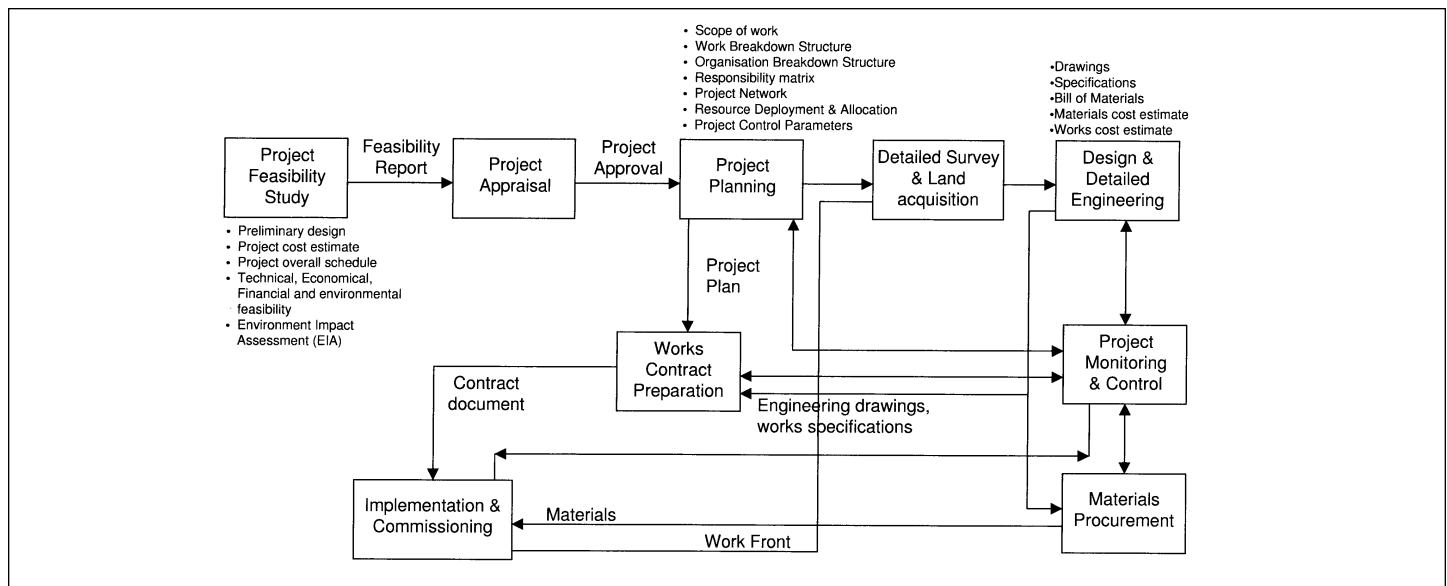 • Scope of work
• Work Breakdown Structure
• Organisation Breakdown Structure
• Responsibility matrix
• Project Network
• Resource Deployment & Allocation
• Project Control Parameters
•Drawings
•Specifications
•Bill of Materials
•Materials cost estimate
•Works cost estimate
Project
Feasibility
Study
Feasibility
Report
Project
Appraisal
Project
Approval
Project
Planning
Detailed Survey
& Land
acquisition
Design &
Detailed
Engineering
• Preliminary design
• Project cost estimate
• Project overall schedule
• Technical, Economical,
Financial and environmental
feasibility
• Environment Impact
Assessment (EIA)
Project
Plan
Works
Contract
Preparation
Project
Monitoring
& Control
Contract
document
Engineering drawings,
works specifications
Implementation &
Commissioning
Materials
Work Front
Materials
Procurement